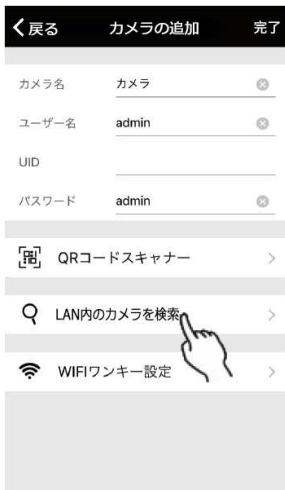 戻る カメラの追加 完了
カメラ名 カメラ
ユーザー名 admin
UID
パスワード admin
QRコードスキャナー
LAN内のカメラを検索
WIFIワンキー設定